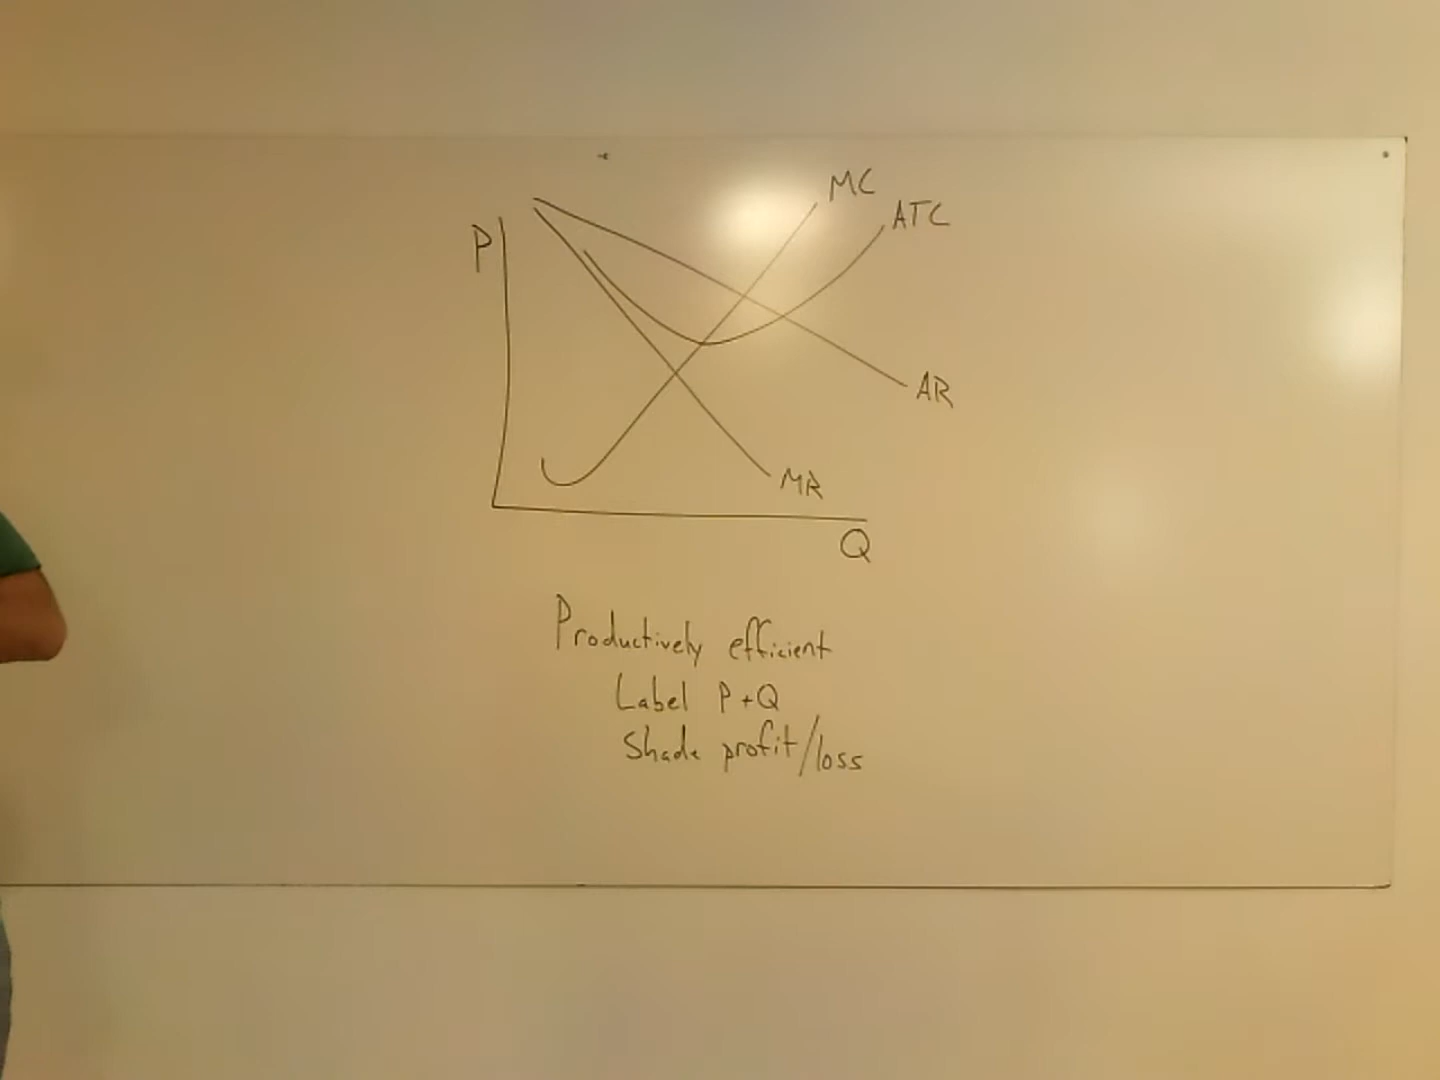 MC
ATC
P
AR
MR
Q
Productively efficient
Label P+Q
Shade profit/loss